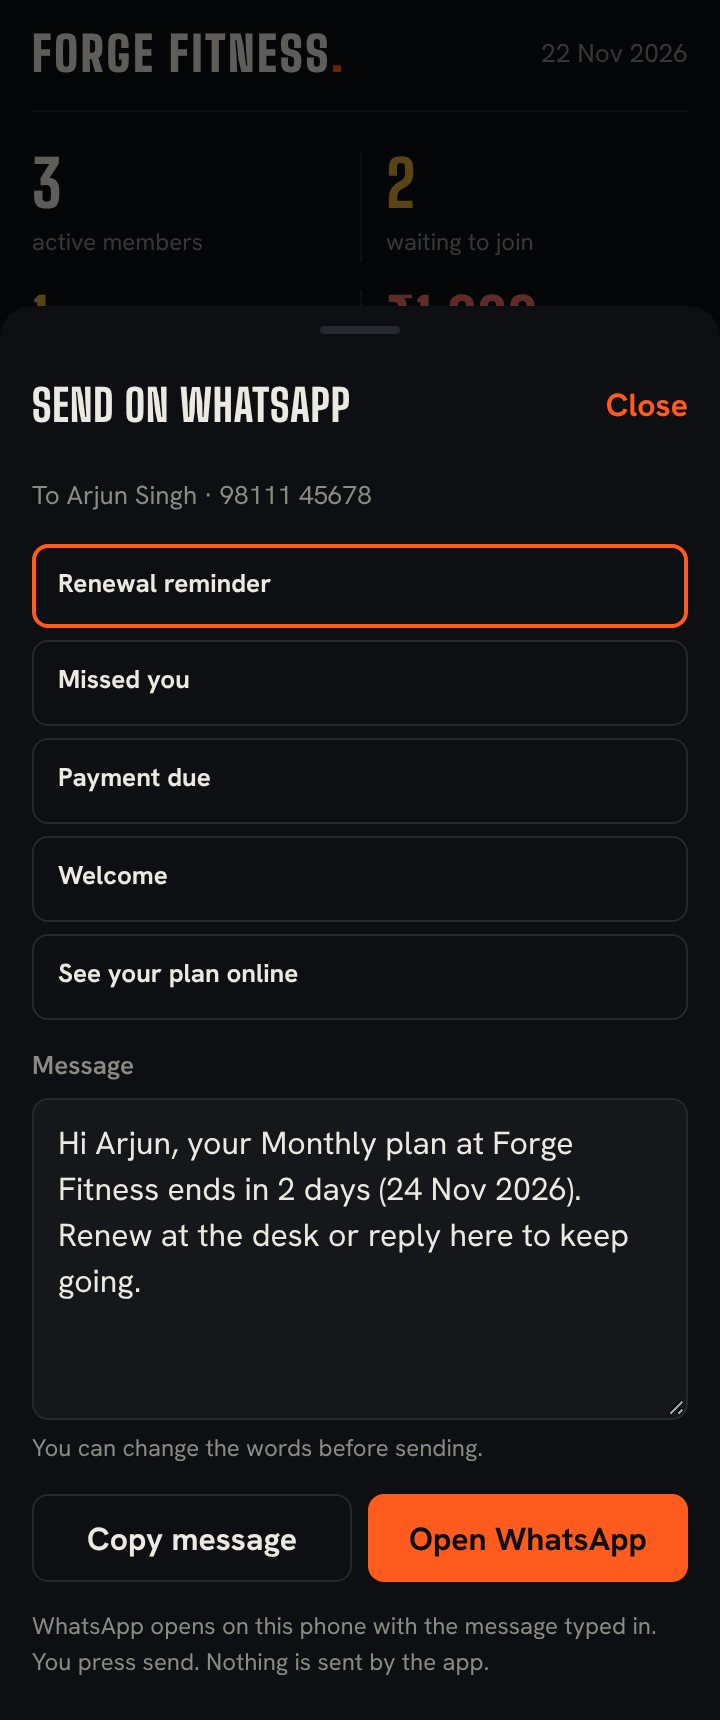 FORGE FITNESS.
22 Nov 2026
3
active members
2
waiting to join
SEND ON WHATSAPP
Close
To Arjun Singh · 98111 45678
Renewal reminder
Missed you
Payment due
Welcome
See your plan online
Message
Hi Arjun, your Monthly plan at Forge
Fitness ends in 2 days (24 Nov 2026).
Renew at the desk or reply here to keep
going.
You can change the words before sending.
Copy message
Open WhatsApp
WhatsApp opens on this phone with the message typed in.
You press send. Nothing is sent by the app.